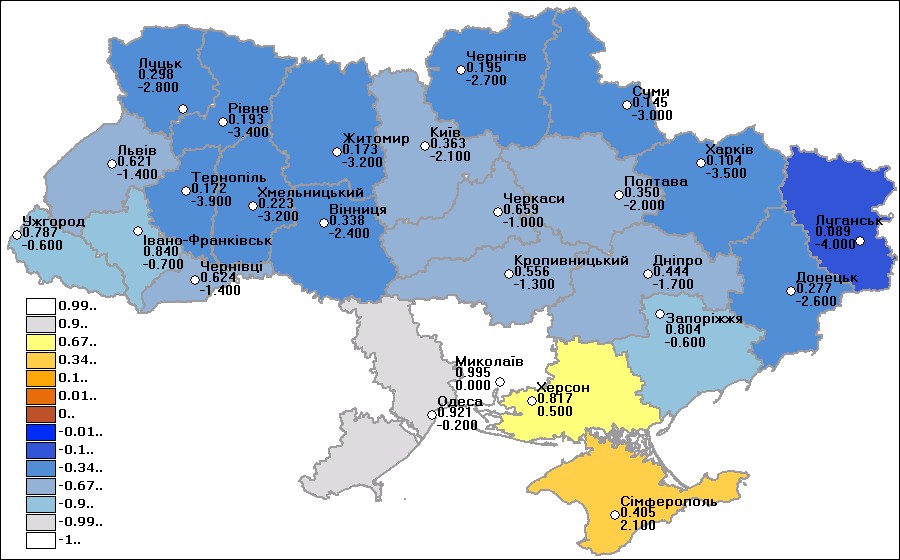 Чернігів
0.195
-2.700
Луцьк
0.298
-2.800
Суми
0.145
-3.000
Рівне
0.193
-3.400
Житомир
0.173
-3.200
Київ
0.363
-2.100
Харків
0.104
-3.500
Львів
0.621
-1.400
Тернопіль
0.172
-3.900
Хмельницький
0.223
-3.200
Вінниця
0.338
-2.400
Черкаси
0.659
-1.000
Полтава
0.350
-2.000
Луганськ
0.089
-4.000
Ужгород
0.787
-0.600
Івано-Франківськ
0.840
-0.700
Чернівці
0.624
-1.400
Кропивницький
0.556
-1.300
Дніпро
0.444
-1.700
Донецьк
0.277
-2.600
Запоріжжя
0.804
-0.600
Миколаїв
0.995
0.000
Херсон
0.817
0.500
Одеса
0.921
-0.200
Сімферополь
0.405
2.100
0.99..
0.9..
0.67..
0.34..
0.1..
0.01..
0..
-0.01..
-0.1..
-0.34..
-0.67..
-0.9..
-0.99..
-1..